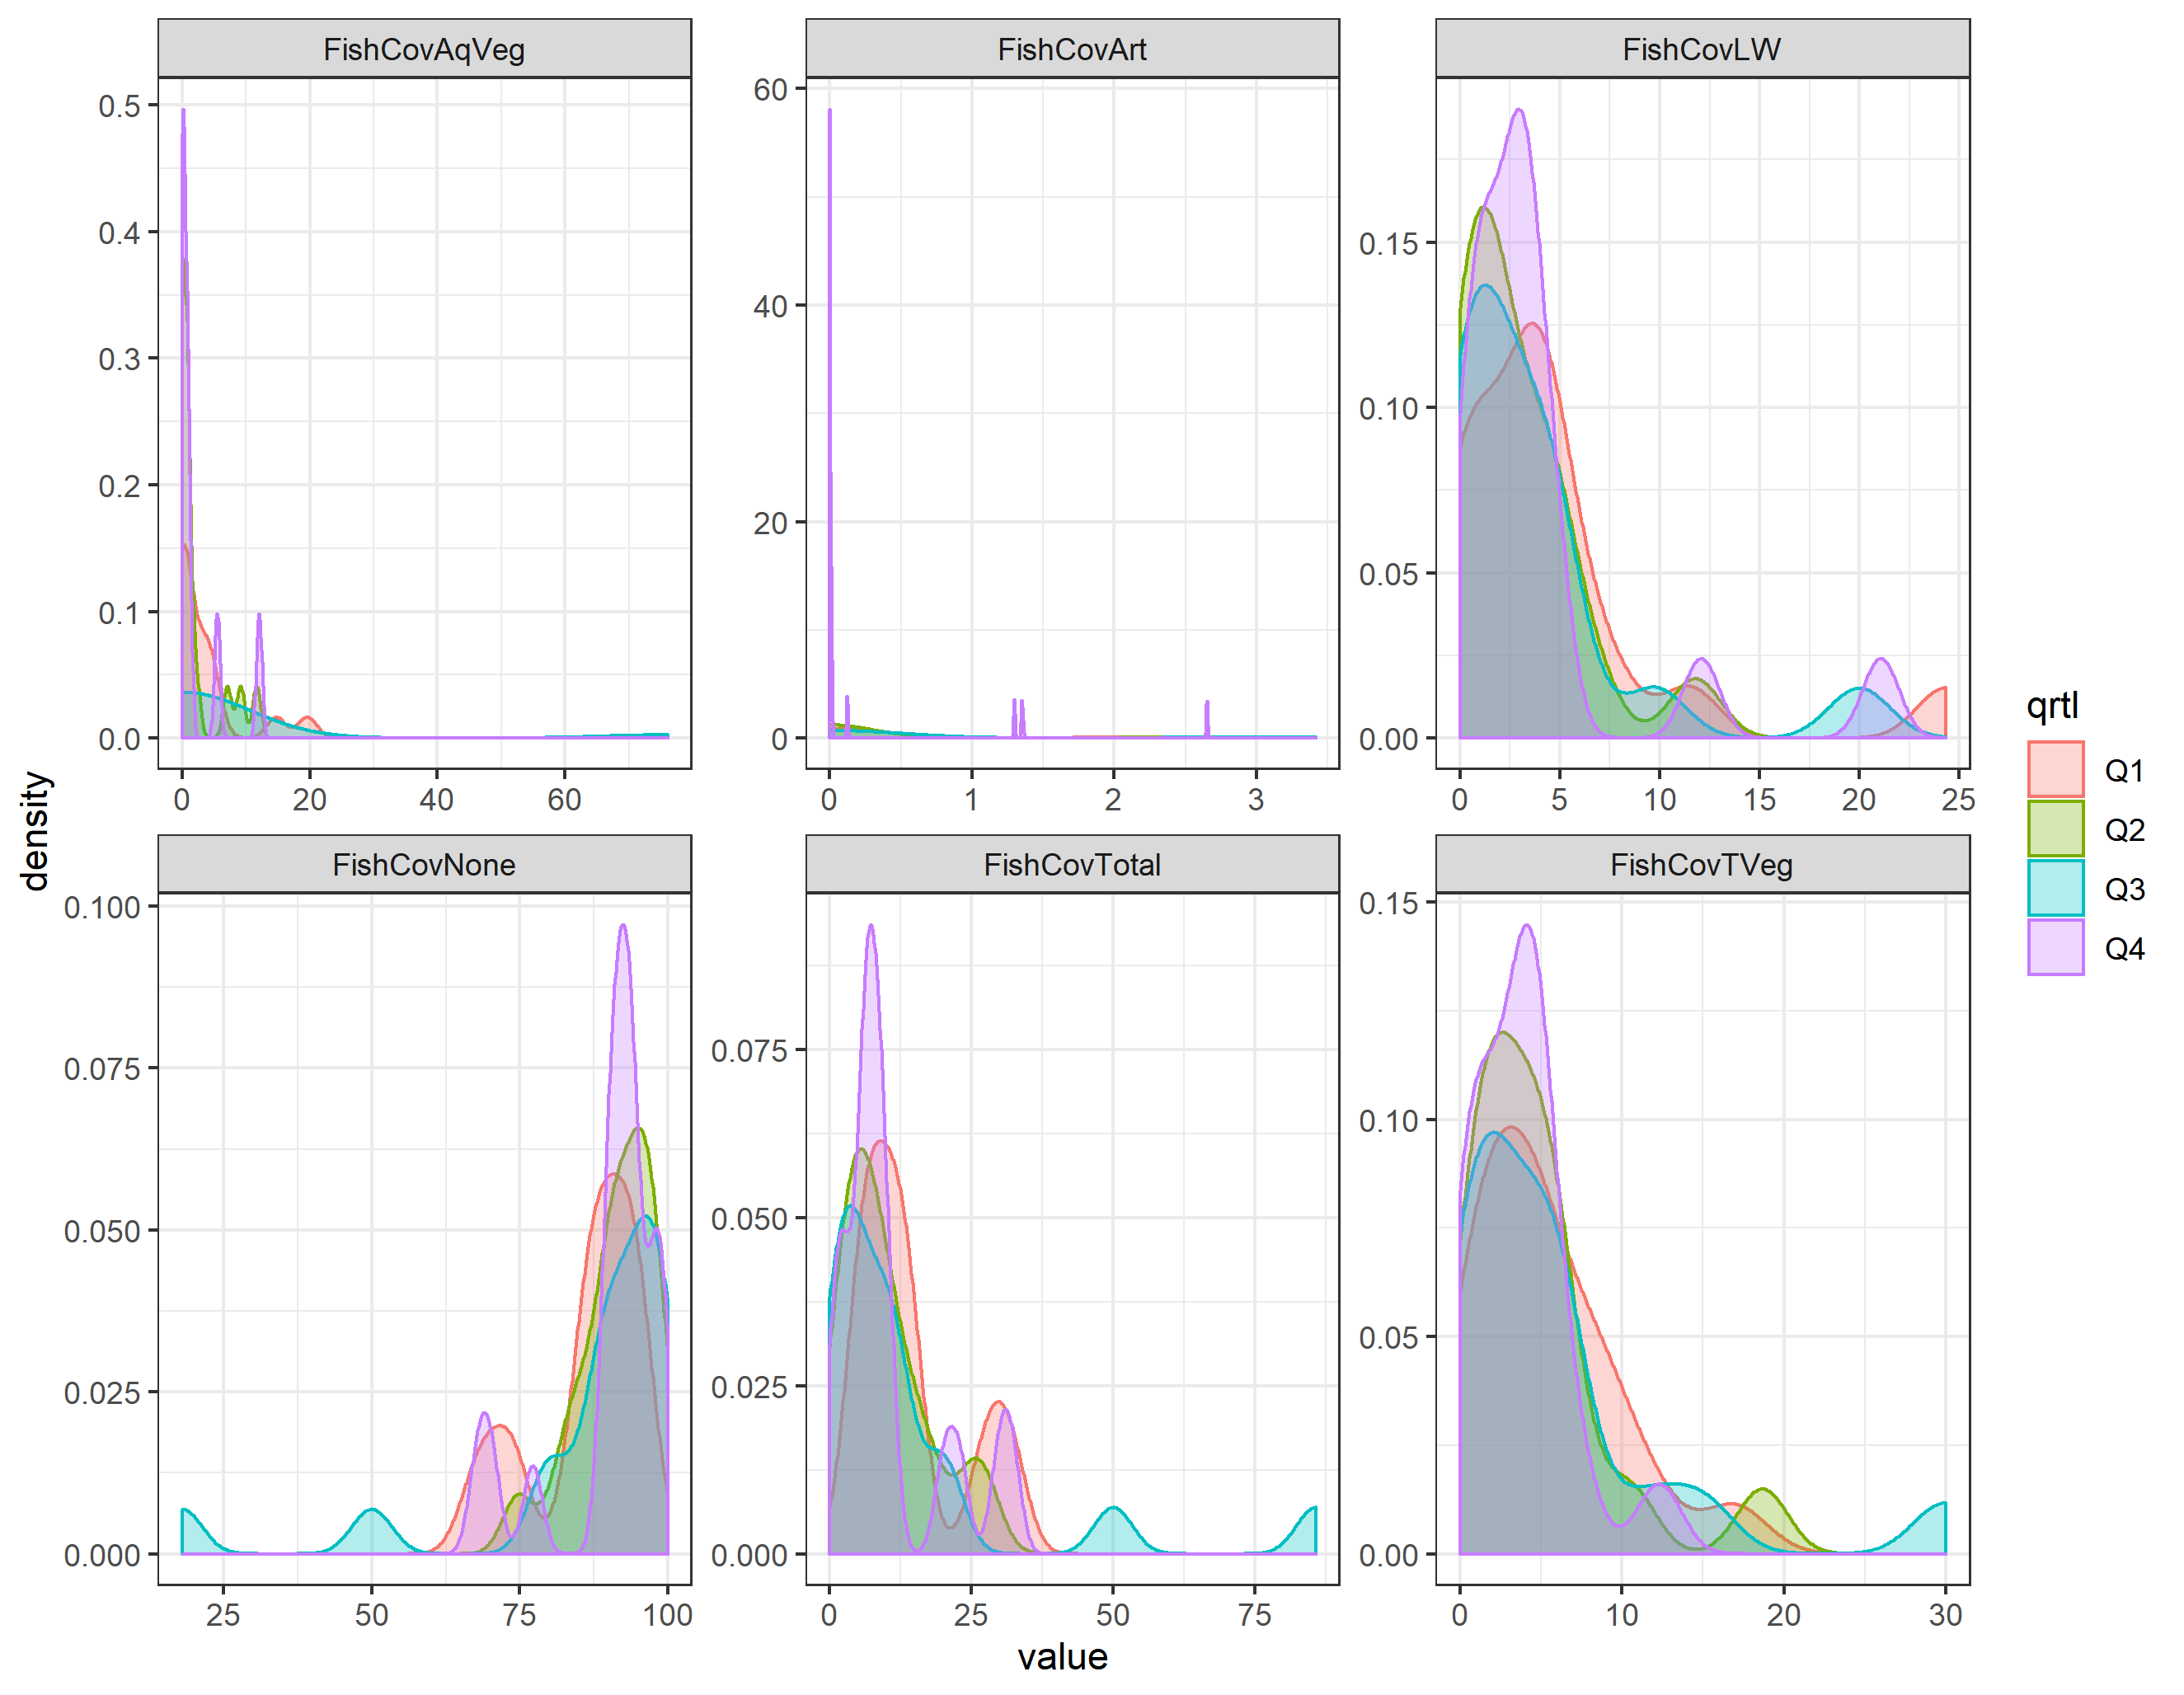 FishCovAqVeg
FishCovArt
FishCovLW
0.5
0.4
0.3
0.2
0.1
0.0
60
40
20
0
0.15
0.10
0.05
0.00
0 20 40 60
0 1 2 3
0 5 10 15 20 25
FishCovNone
FishCovTotal
FishCovTVeg
0.100
0.075
0.050
0.025
0.000
0.075
0.050
0.025
0.000
0.15
0.10
0.05
0.00
25 50 75 100
0 25 50 75
0 10 20 30
density
value
qrtl
Q1
Q2
Q3
Q4